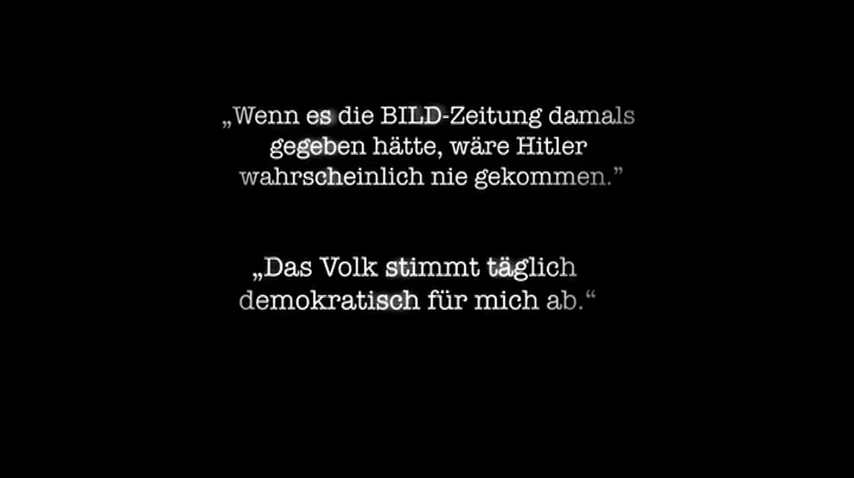 „Wenn es die BILD-Zeitung damals
gegeben hätte, wäre Hitler
wahrscheinlich nie gekommen.”
„Das Volk stimmt täglich
demokratisch für mich ab.“